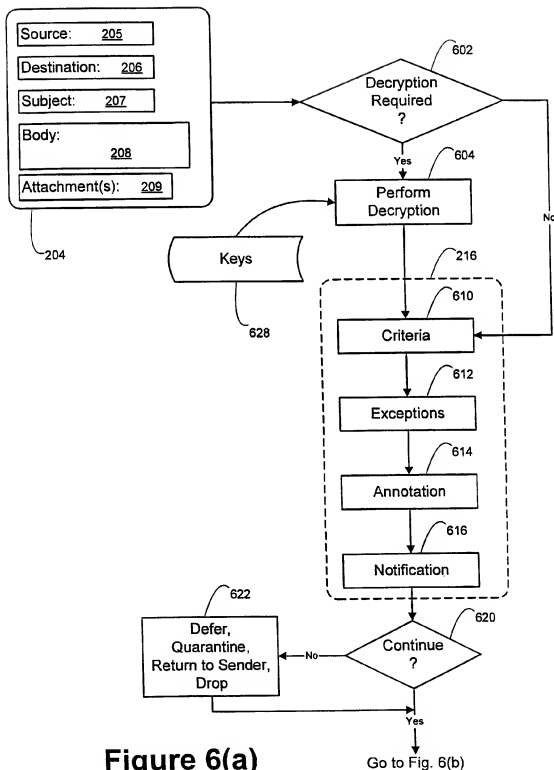 Source: 205
Destination: 206
Subject: 207
Body:
208
Attachment(s): 209
204
602
Decryption
Required
?
Yes
No
604
Perform
Decryption
Keys
628
216
610
Criteria
612
Exceptions
614
Annotation
616
Notification
622
Defer,
Quarantine,
Return to Sender,
Drop
620
Continue
?
No
Yes
Figure 6(a)
Go to Fig. 6(b)